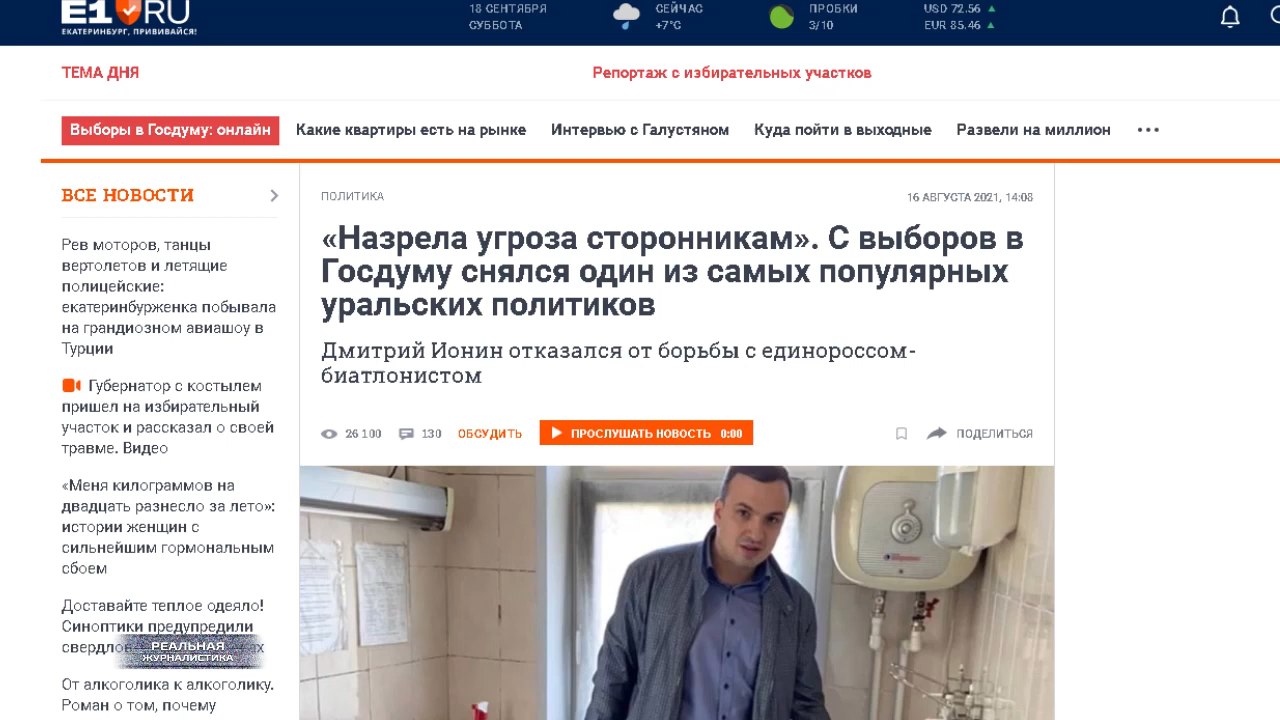 E1.RU
ЕКАТЕРИНБУРГ, ПРИВИВАЙСЯ!
18 СЕНТЯБРЯ
СУББОТА
СЕЙЧАС
+7°C
ПРОБКИ
3/10
USD 72.56
EUR 85.46
ТЕМА ДНЯ
Репортаж с избирательных участков
Выборы в Госдуму: онлайн
Какие квартиры есть на рынке
Интервью с Галустяном
Куда пойти в выходные
Развели на миллион
ВСЕ НОВОСТИ
Рев моторов, танцы
вертолетов и летящие
полицейские:
екатеринбурженка побывала
на грандиозном авиашоу в
Турции
Губернатор с костылем
пришел на избирательный
участок и рассказал о своей
травме. Видео
«Меня килограммов на
двадцать разнесло за лето»:
истории женщин с
сильнейшим гормональным
сбоем
Доставайте теплое одеяло!
Синоптики предупредили
РЕАЛЬНАЯ
ЖУРНАЛИСТИКА
От алкоголика к алкоголику.
Роман о том, почему
ПОЛИТИКА
16 АВГУСТА 2021, 14:08
«Назрела угроза сторонникам». С выборов в
Госдуму снялся один из самых популярных
уральских политиков
Дмитрий Ионин отказался от борьбы с единороссом-
биатлонистом
26 100
130
ОБСУДИТЬ
ПРОСЛУШАТЬ НОВОСТЬ 0:00
ПОДЕЛИТЬСЯ